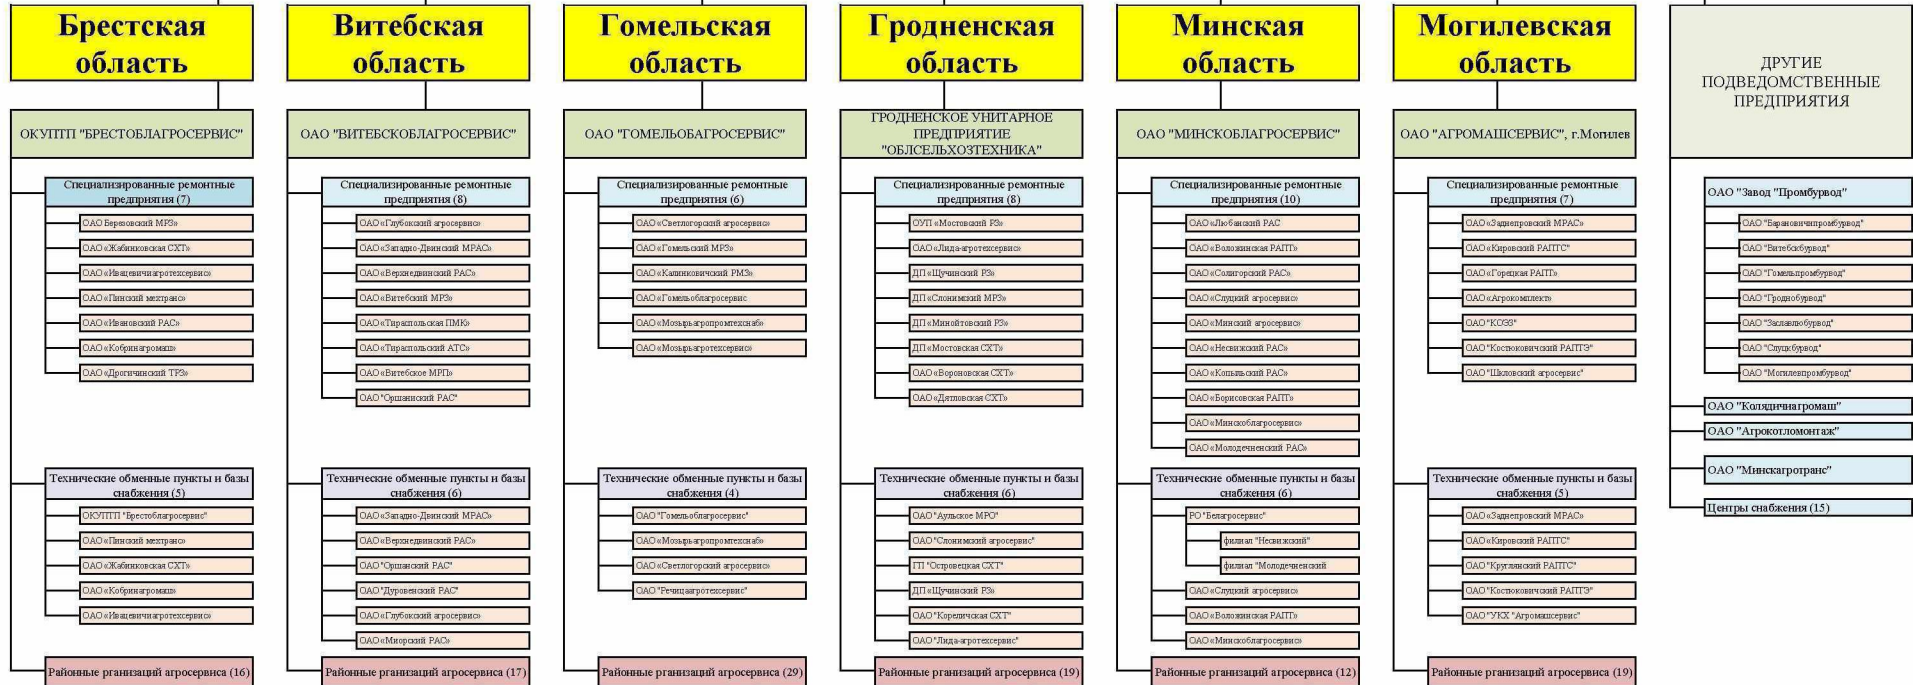 Брестская
область
ОКУПТП "БРЕСТОБЛАГРОСЕРВИС"
Специализированные ремонтные
предприятия (7)
ОАО Березовский МРЗ»
ОАО «Жабинковская СХТ»
ОАО «Ивацевичиагротехсервис»
ОАО «Пинский мехтранс»
ОАО «Ивановский РАС»
ОАО «Кобринагромаш»
ОАО «Дрогичинский ТРЗ»
Технические обменные пункты и базы
снабжения (5)
ОКУПТП "Брестоблагросервис"
ОАО «Пинский мехтранс»
ОАО «Жабинковская СХТ»
ОАО «Кобринагромаш»
ОАО «Ивацевичиагротехсервис»
Районные рганизаций агросервиса (16)
Витебская
область
ОАО "ВИТЕБСКОБЛАГРОСЕРВИС"
Специализированные ремонтные
предприятия (8)
ОАО «Глубокский агросервис»
ОАО «Западно-Двинский МРАС»
ОАО «Верхнедвинский РАС»
ОАО «Витебский МРЗ»
ОАО «Тираспольская ПМК»
ОАО «Тираспольский АТС»
ОАО «Витебское МРП»
ОАО "Оршаниский РАС"
Технические обменные пункты и базы
снабжения (6)
ОАО «Западно-Двинский МРАС»
ОАО «Верхнедвинский РАС»
ОАО "Оршанский РАС"
ОАО "Дуровенский РАС"
ОАО «Глубокский агросервис»
ОАО «Миорский РАС»
Районные рганизаций агросервиса (17)
Гомельская
область
ОАО "ГОМЕЛЬОБАГРОСЕРВИС"
Специализированные ремонтные
предприятия (6)
ОАО «Светлогорский агросервис»
ОАО «Гомельский МРЗ»
ОАО «Калинковичский РМЗ»
ОАО «Гомельоблагросервис
ОАО «Мозырьагропромтехснаб»
ОАО «Мозырьагротехсервис»
Технические обменные пункты и базы
снабжения (4)
ОАО "Гомельоблагросервис"
ОАО «Мозырьагропромтехснаб»
ОАО «Светлогорский агросервис»
ОАО "Речицаагротехсервис"
Районные рганизаций агросервиса (29)
Гродненская
область
ГРОДНЕНСКОЕ УНИТАРНОЕ
ПРЕДПРИЯТИЕ
"ОБЛСЕЛЬХОЗТЕХНИКА"
Специализированные ремонтные
предприятия (8)
ОУП «Мостовский РЗ»
ОАО «Лида-агротехсервис»
ДП «Щучинский РЗ»
ДП «Слонимский МРЗ»
ДП «Минойтовский РЗ»
ДП «Мостовская СХТ»
ОАО «Вороновская СХТ»
ОАО «Дятловская СХТ»
Технические обменные пункты и базы
снабжения (6)
ОАО "Аульское МРО"
ОАО "Слонимский агросервис"
ГП "Островецкая СХТ"
ДП «Щучинский РЗ»
ОАО "Кореличская СХТ"
ОАО "Лида-агротехсервис"
Районные рганизаций агросервиса (19)
Минская
область
ОАО "МИНСКОБЛАГРОСЕРВИС"
Специализированные ремонтные
предприятия (10)
ОАО «Любанский РАС
ОАО «Воложинская РАПТ»
ОАО «Солигорский РАС»
ОАО «Слуцкий агросервис»
ОАО «Минский агросервис»
ОАО «Несвижский РАС»
ОАО «Копыльский РАС»
ОАО «Борисовская РАПТ»
ОАО «Минскоблагросервис»
ОАО «Молодечненский РАС»
Технические обменные пункты и базы
снабжения (6)
РО "Белагросервис"
филиал "Несвижский"
филиал "Молодечненский
ОАО «Слуцкий агросервис»
ОАО «Воложинская РАПТ»
ОАО «Минскоблагросервис»
Районные рганизаций агросервиса (12)
Могилевская
область
ОАО "АГРОМАШСЕРВИС", г.Могилев
Специализированные ремонтные
предприятия (7)
ОАО «Заднепровский МРАС»
ОАО «Кировский РАПТС"
ОАО «Горецкая РАПТ»
ОАО «Агрокомплект»
ОАО "КОЭЗ"
ОАО "Костюковичский РАПТЭ"
ОАО "Шкловский агросервис"
Технические обменные пункты и базы
снабжения (5)
ОАО «Заднепровский МРАС»
ОАО «Кировский РАПТС"
ОАО "Круглянский РАПТС"
ОАО "Костюковичский РАПТЭ"
ОАО "УКХ "Агромашсервис"
Районные рганизаций агросервиса (19)
ДРУГИЕ
ПОДВЕДОМСТВЕННЫЕ
ПРЕДПРИЯТИЯ
ОАО "Завод "Промбурвод"
ОАО "Барановичипромбурвод"
ОАО "Витебскбурвод"
ОАО "Гомельпромбурвод"
ОАО "Гроднобурвод"
ОАО "Заславлюбурвод"
ОАО "Слуцкбурвод"
ОАО "Могилевпромбурвод"
ОАО "Колядичиагромаш"
ОАО "Агрокотломонтаж"
ОАО "Минскагротранс"
Центры снабжения (15)